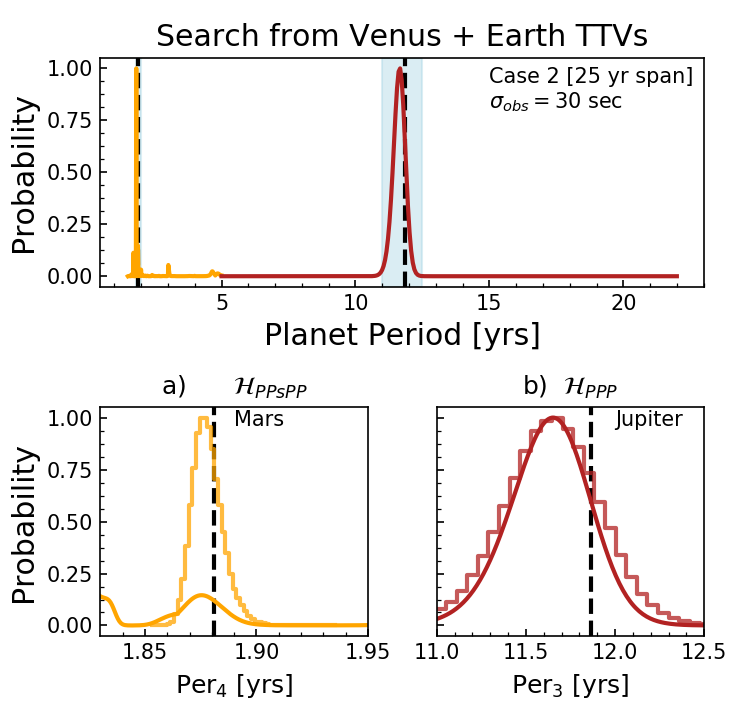 Search from Venus + Earth TTVs
Probability
1.00
0.75
0.50
0.25
0.00
Case 2 [25 yr span]
σ_obs = 30 sec
5 10 15 20
Planet Period [yrs]
a) ℋ_PPsPP
Probability
1.00
0.75
0.50
0.25
0.00
Mars
1.85 1.90 1.95
Per₄ [yrs]
b) ℋ_PPP
Jupiter
11.0 11.5 12.0 12.5
Per₃ [yrs]